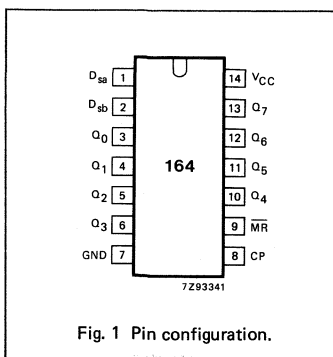 Dsa 1 14 VCC
Dsb 2 13 Q7
Q0 3 12 Q6
Q1 4 164 11 Q5
Q2 5 10 Q4
Q3 6 9 M̅R̅
GND 7 8 CP
7Z93341
Fig. 1 Pin configuration.